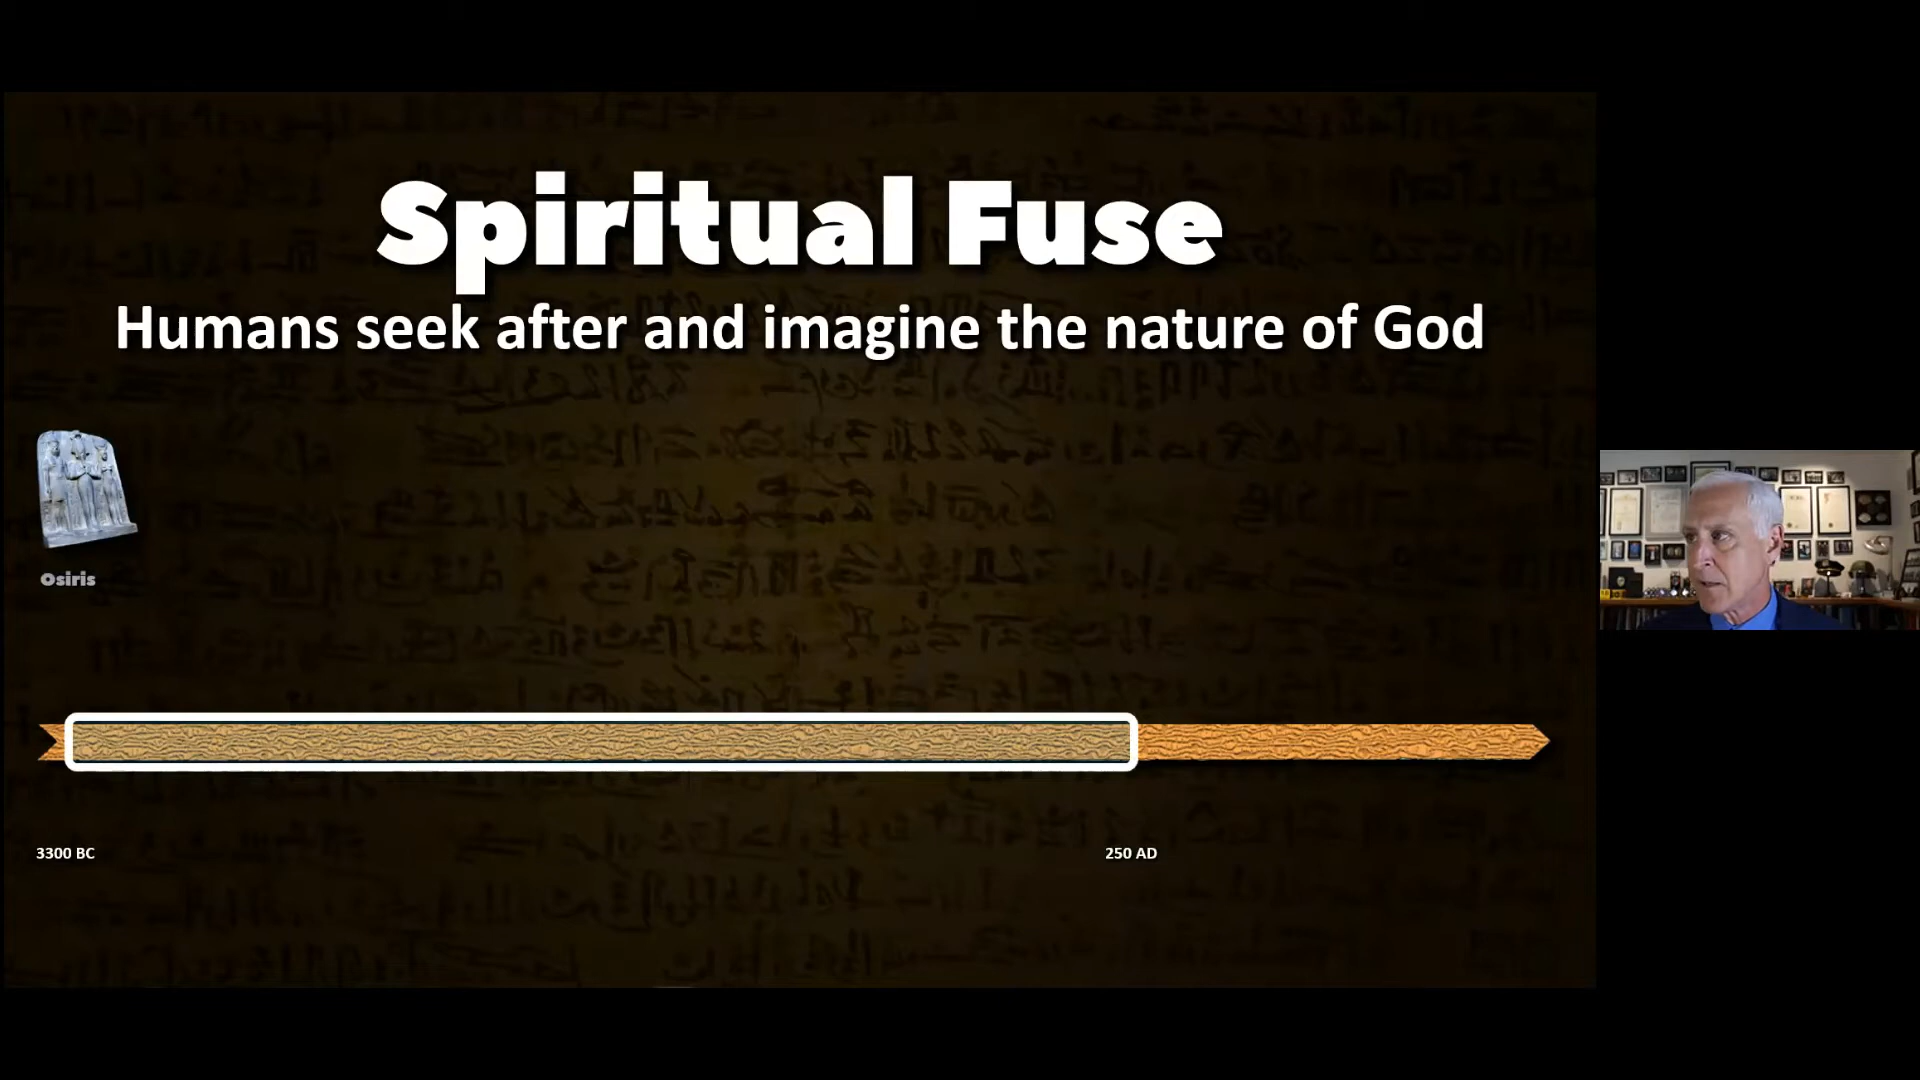 Spiritual Fuse
Humans seek after and imagine the nature of God
Osiris
3300 BC
250 AD